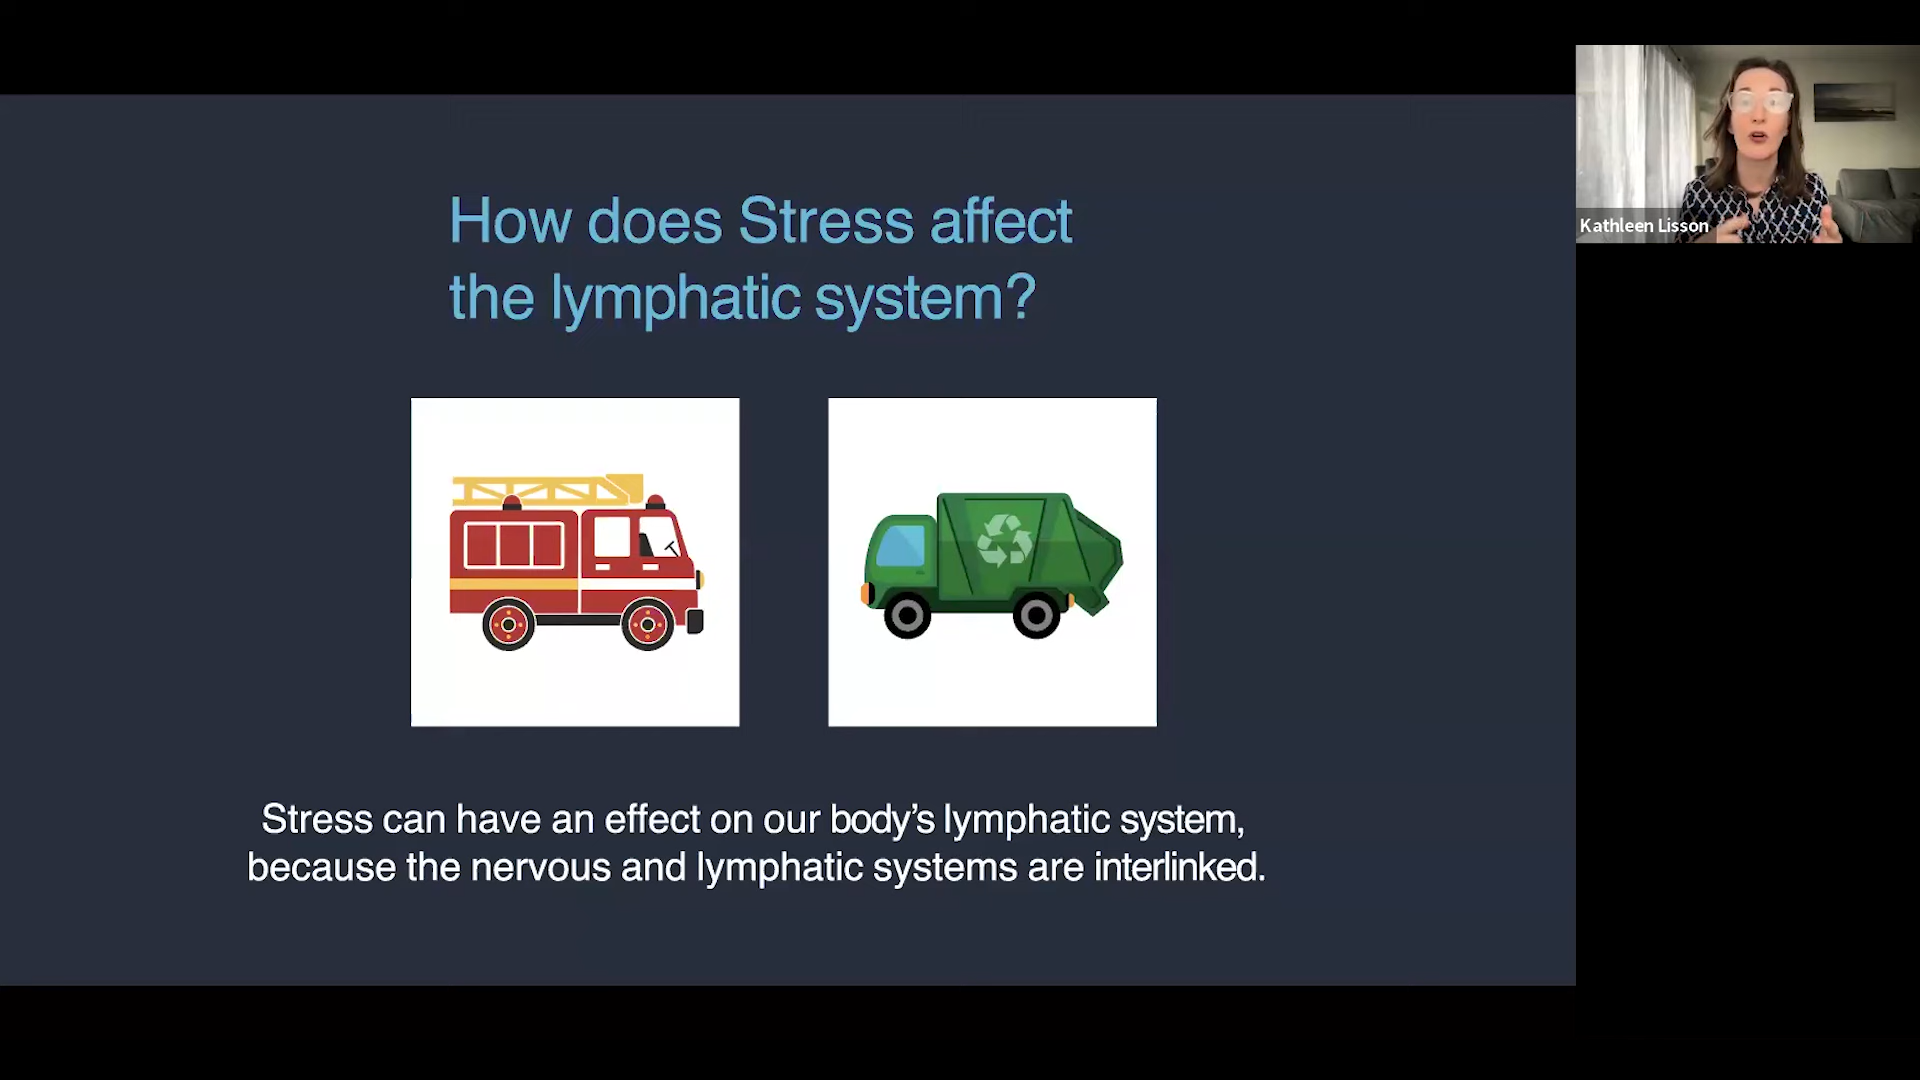 How does Stress affect
the lymphatic system?
Kathleen Lisson
Stress can have an effect on our body’s lymphatic system,
because the nervous and lymphatic systems are interlinked.